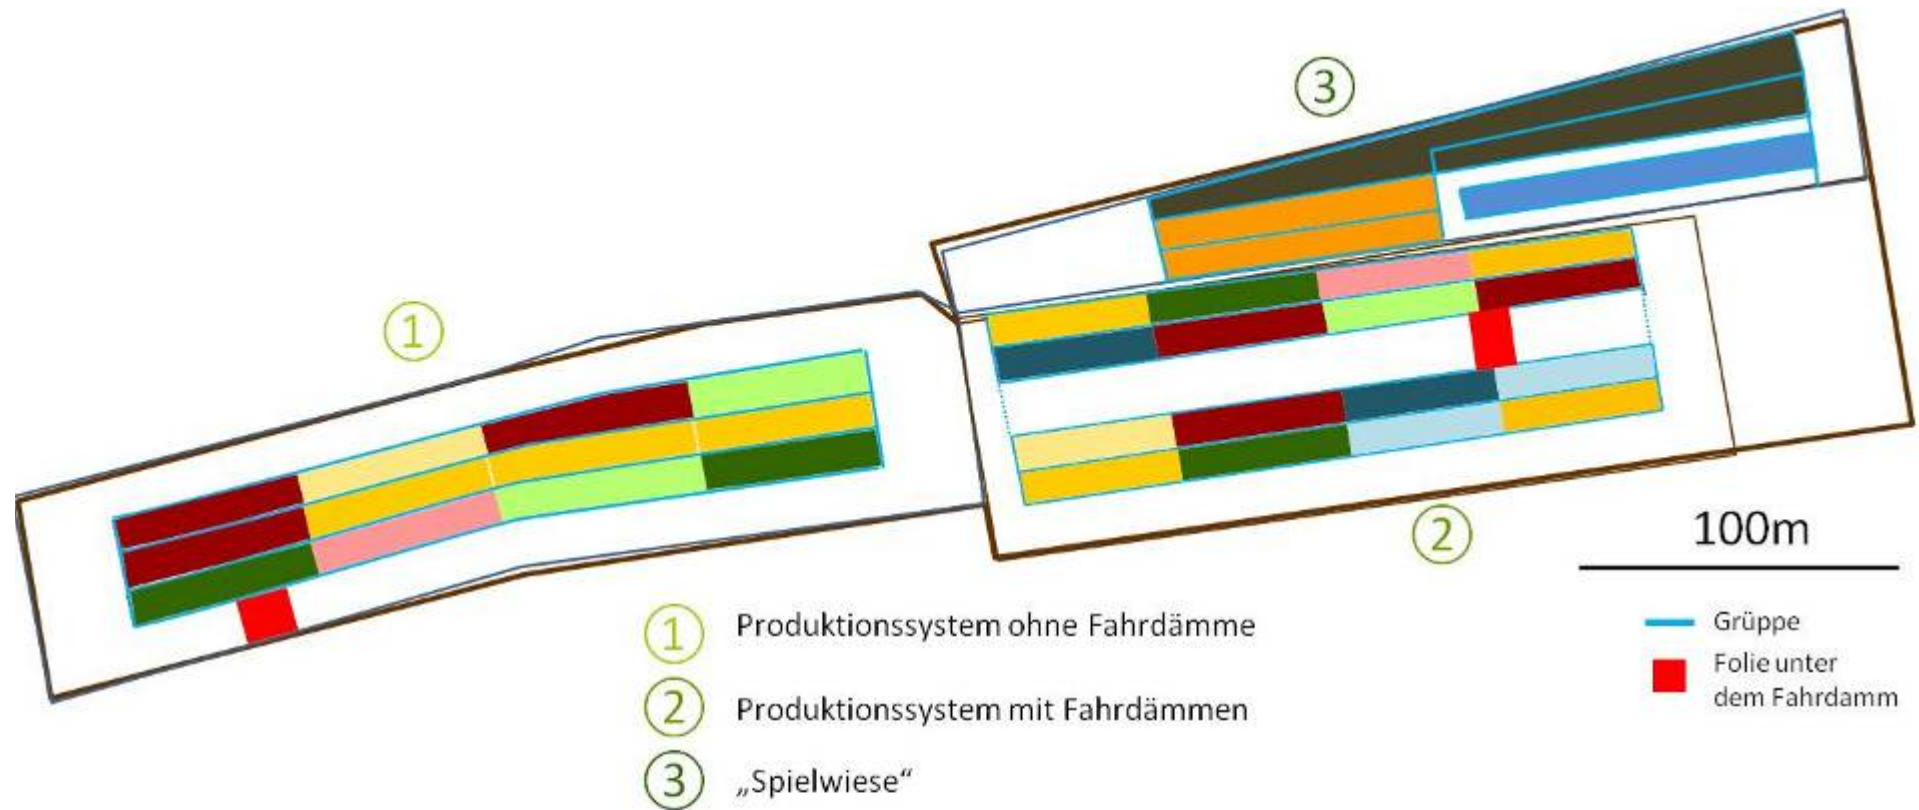 3
1
2
100m
1 Produktionssystem ohne Fahrdämme
2 Produktionssystem mit Fahrdämmen
3 „Spielwiese“
Grüppe
Folie unter
dem Fahrdamm